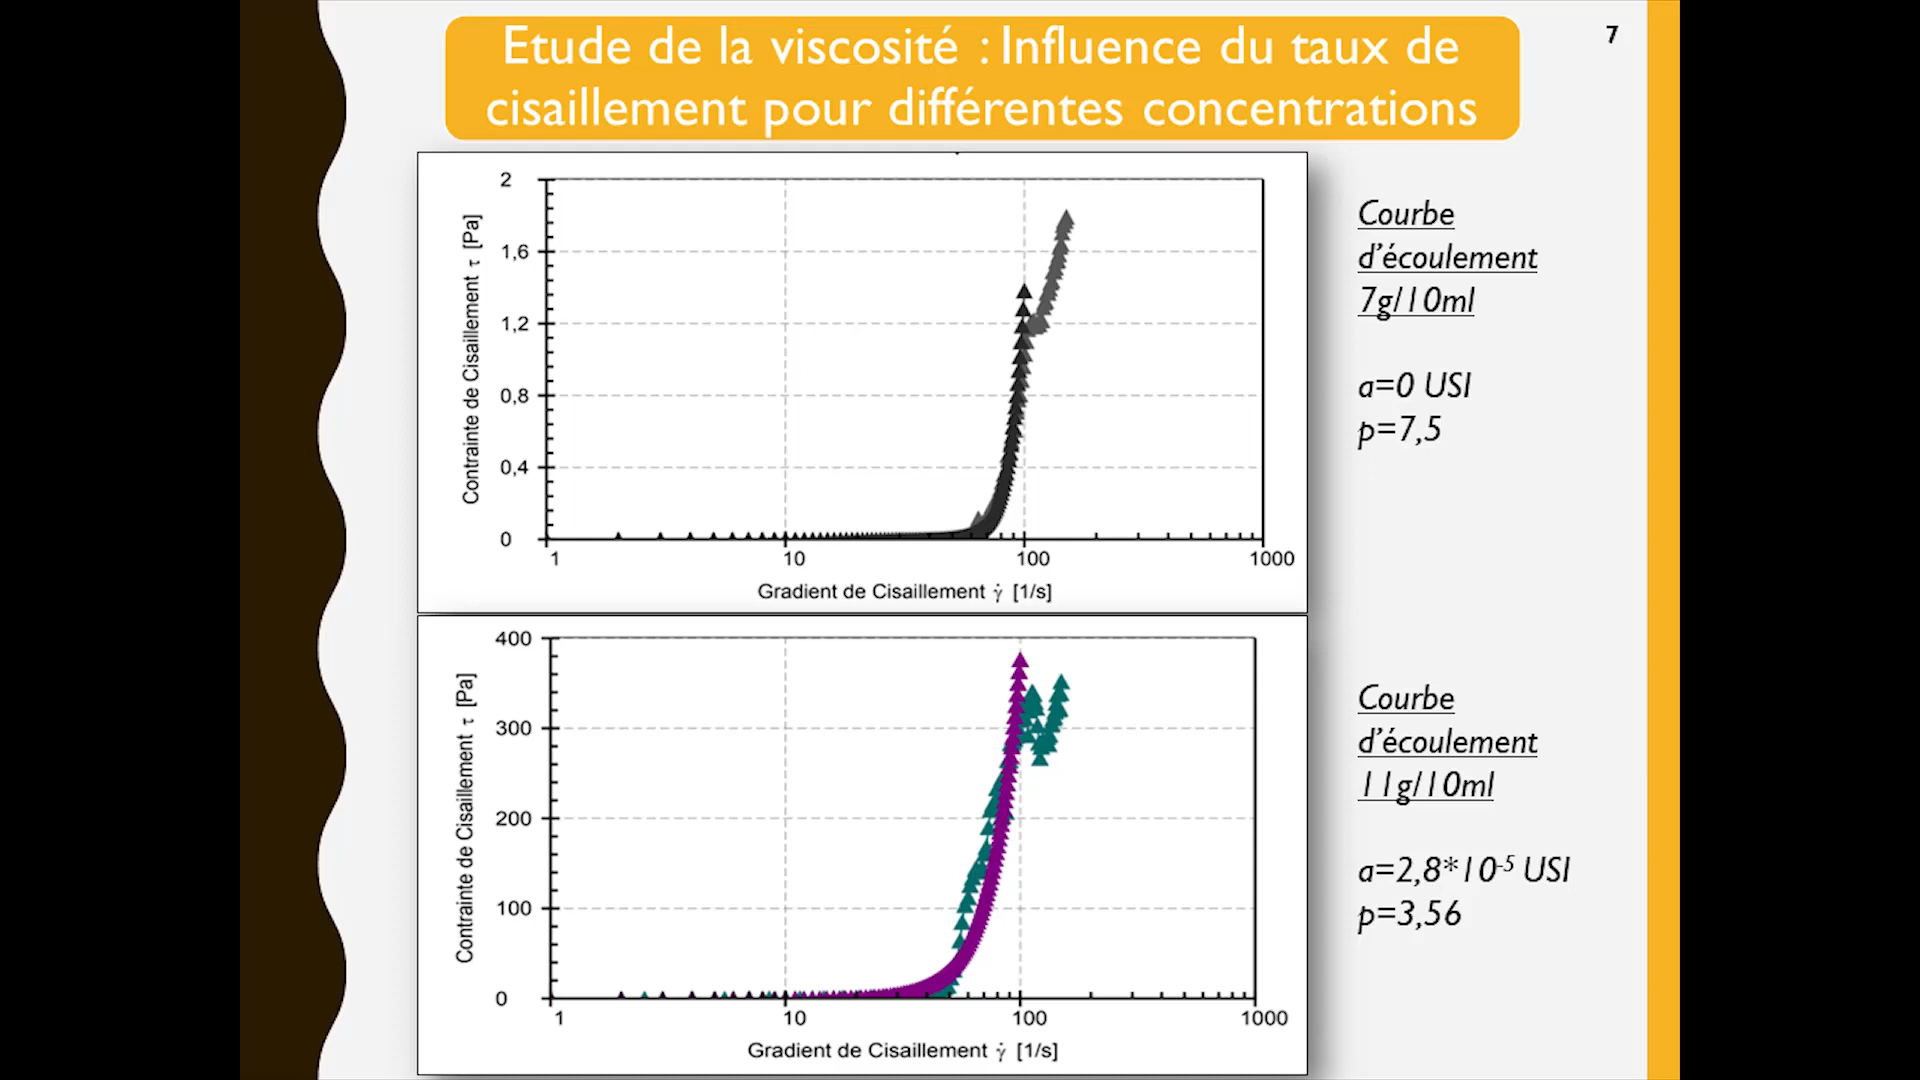 Etude de la viscosité : Influence du taux de
cisaillement pour différentes concentrations
7
2
1,6
1,2
0,8
0,4
0
Contrainte de Cisaillement τ [Pa]
1
10
100
1000
Gradient de Cisaillement γ̇ [1/s]
Courbe
d'écoulement
7g/10ml
a=0 USI
p=7,5
400
300
200
100
0
Contrainte de Cisaillement τ [Pa]
1
10
100
1000
Gradient de Cisaillement γ̇ [1/s]
Courbe
d'écoulement
11g/10ml
a=2,8*10⁻⁵ USI
p=3,56